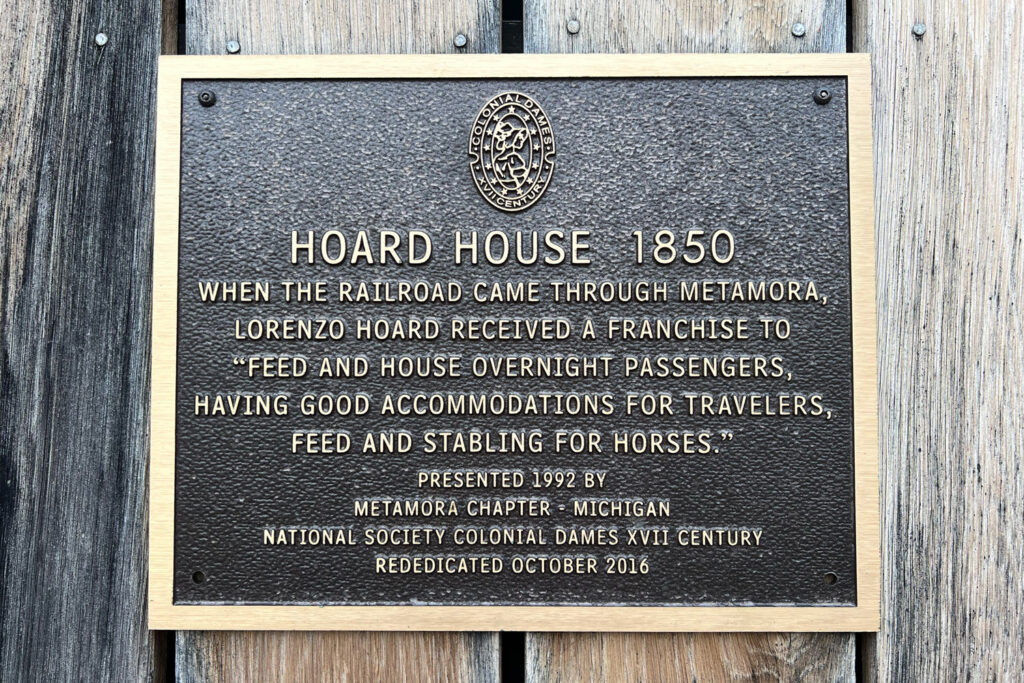 COLONIAL DAMES
XVII CENTURY
HOARD HOUSE 1850
WHEN THE RAILROAD CAME THROUGH METAMORA,
LORENZO HOARD RECEIVED A FRANCHISE TO
“FEED AND HOUSE OVERNIGHT PASSENGERS,
HAVING GOOD ACCOMMODATIONS FOR TRAVELERS,
FEED AND STABLING FOR HORSES.”
PRESENTED 1992 BY
METAMORA CHAPTER - MICHIGAN
NATIONAL SOCIETY COLONIAL DAMES XVII CENTURY
REDEDICATED OCTOBER 2016